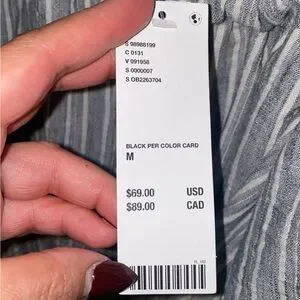 S 98988199
C 0131
V 091958
S 0000007
S OB2263704
BLACK PER COLOR CARD
M
$69.00 USD
$89.00 CAD